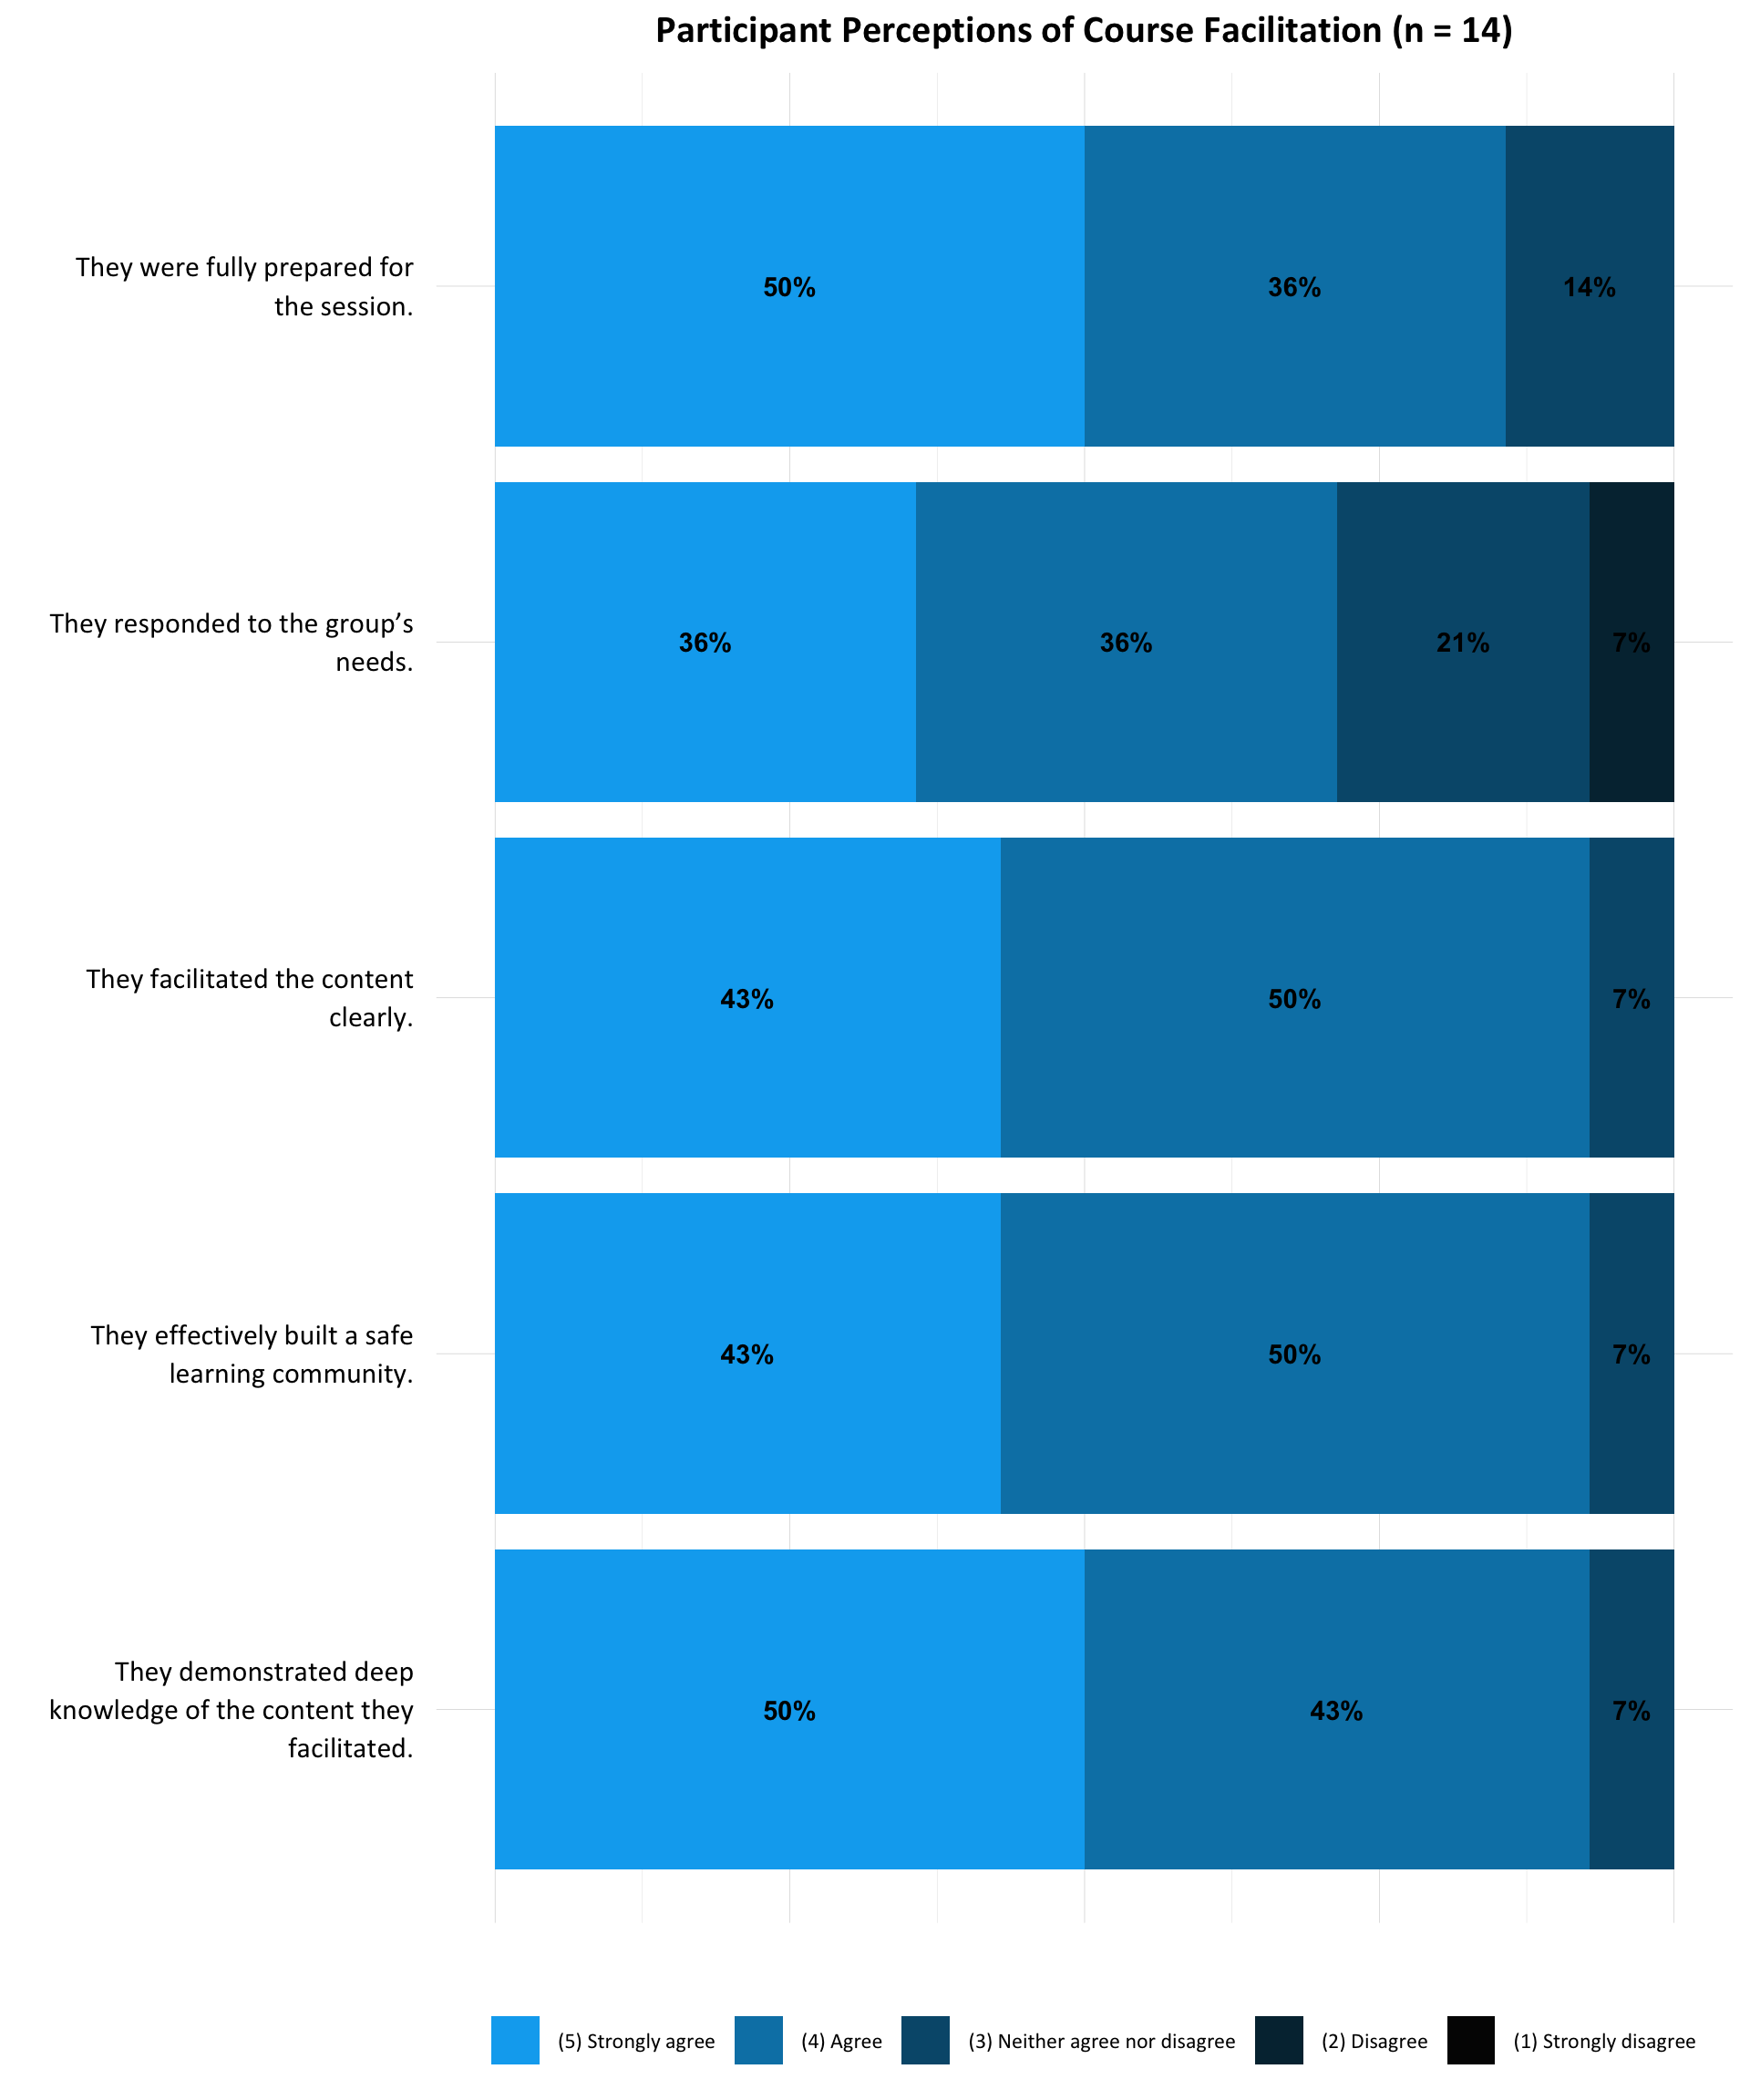 Participant Perceptions of Course Facilitation (n = 14)
They were fully prepared for
the session.
50%
36%
14%
They responded to the group’s
needs.
36%
36%
21%
7%
They facilitated the content
clearly.
43%
50%
7%
They effectively built a safe
learning community.
43%
50%
7%
They demonstrated deep
knowledge of the content they
facilitated.
50%
43%
7%
(5) Strongly agree
(4) Agree
(3) Neither agree nor disagree
(2) Disagree
(1) Strongly disagree